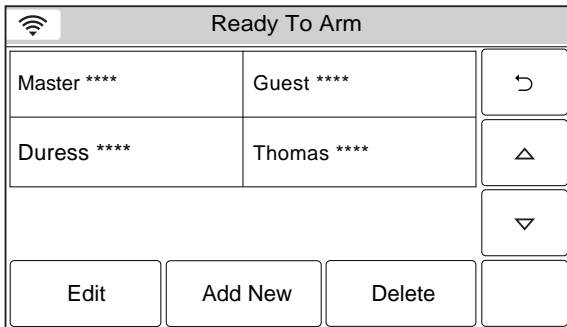 Ready To Arm
Master **** Guest ****
Duress **** Thomas ****
Edit Add New Delete